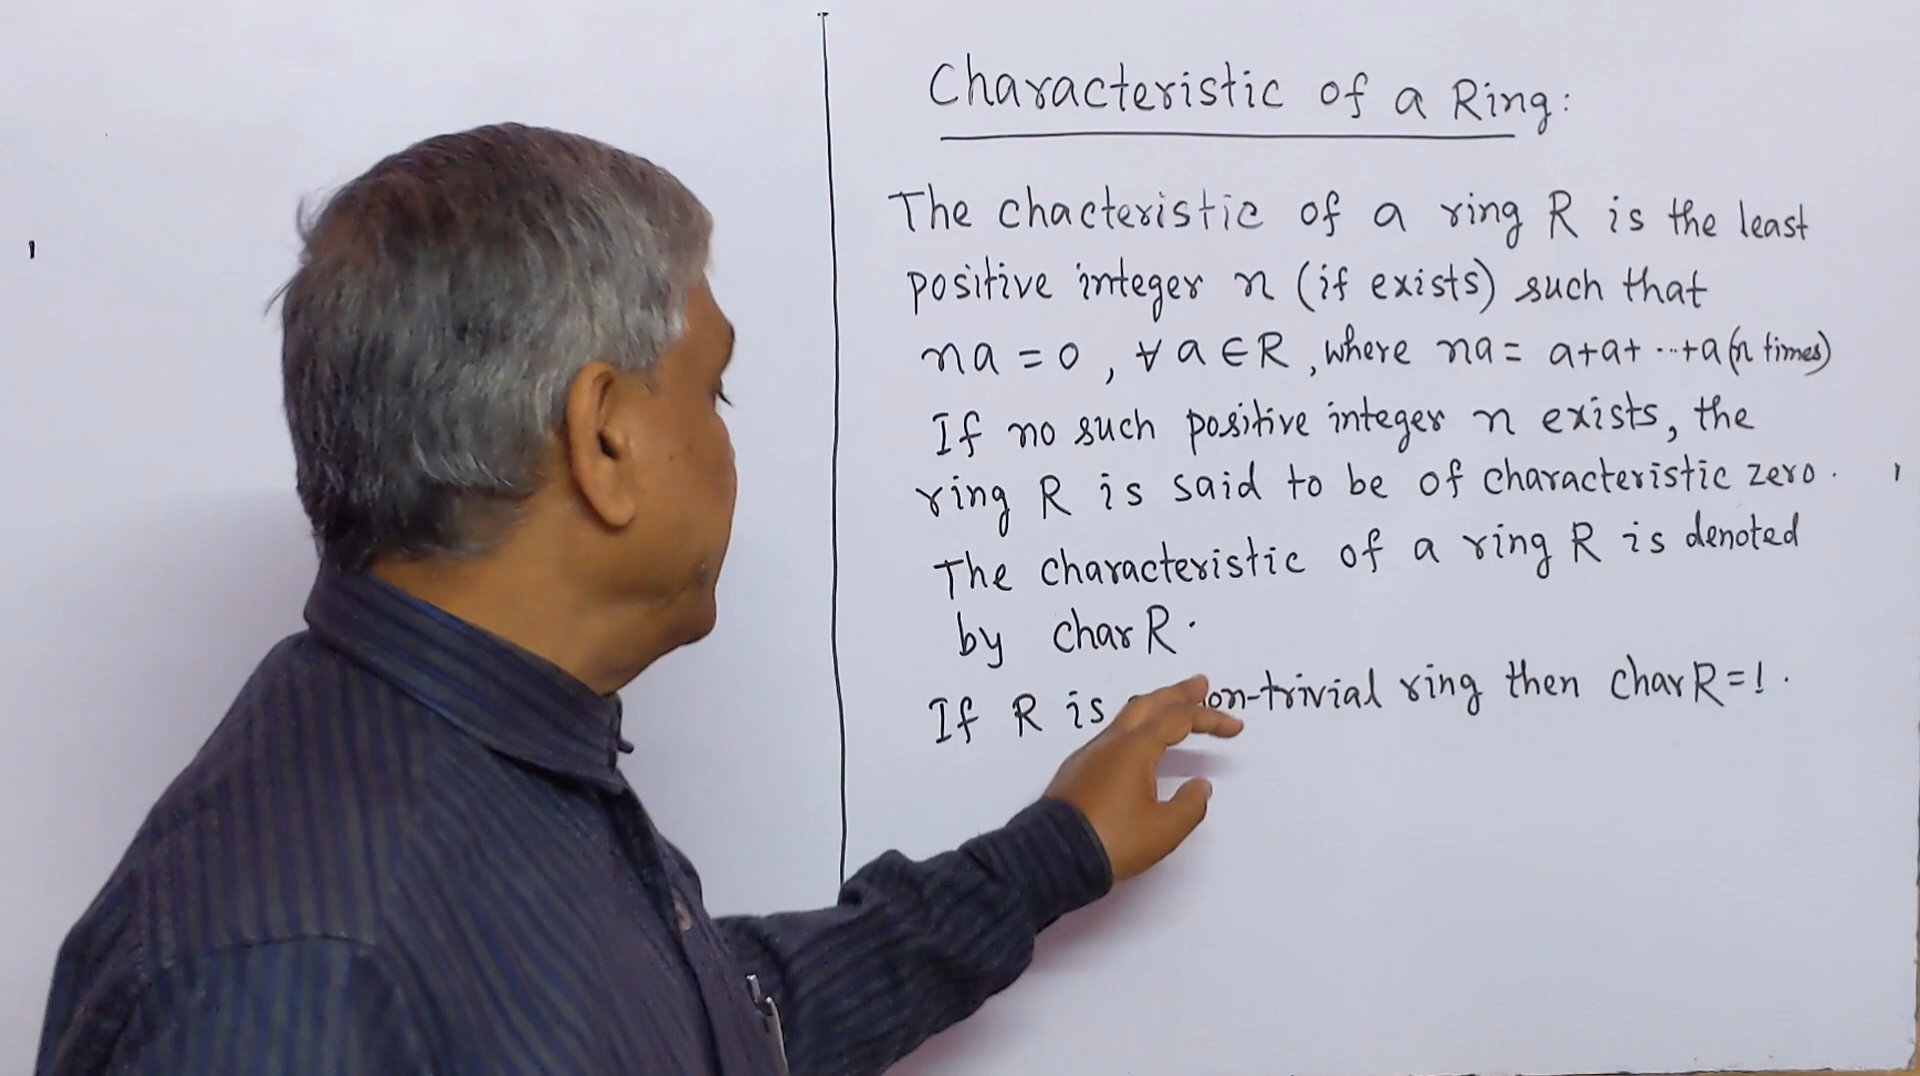 Characteristic of a Ring:
The chacteristic of a ring R is the least
positive integer n (if exists) such that
na = 0, ∀ a ∈ R, where na = a+a+ ...+a (n times)
If no such positive integer n exists, the
ring R is said to be of characteristic zero.
The characteristic of a ring R is denoted
by char R.
If R is on-trivial ring then char R = 1.